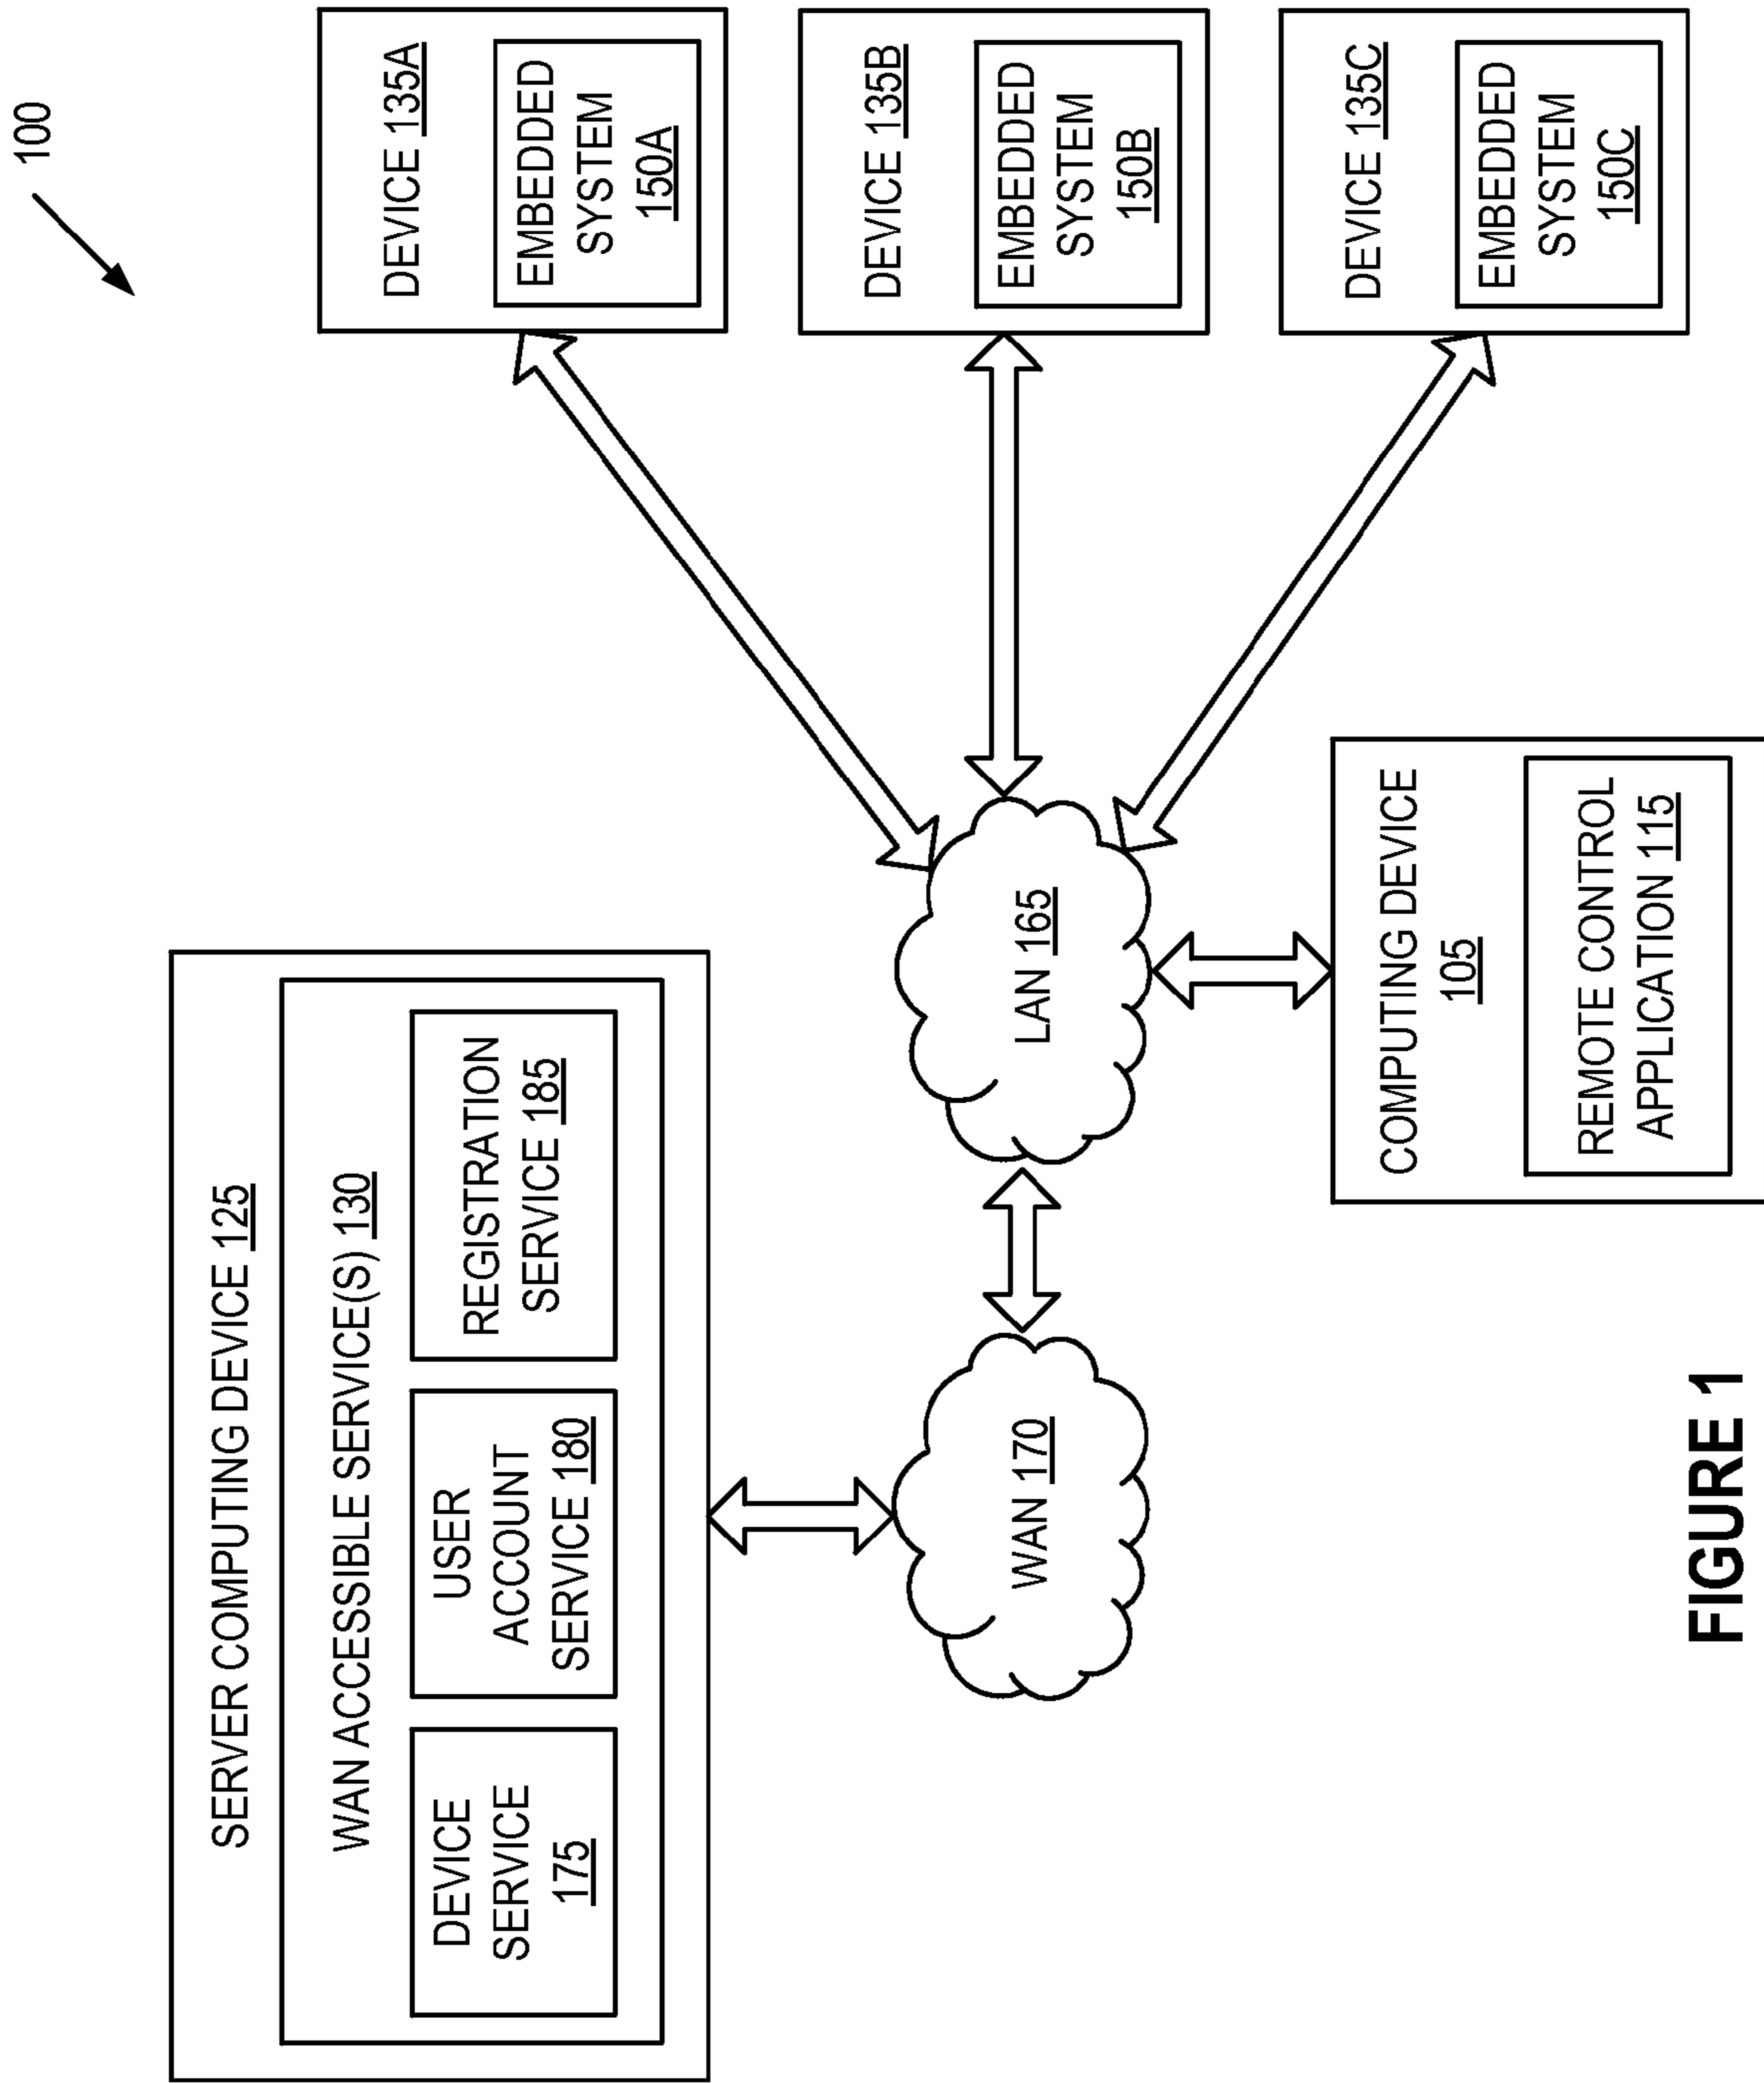 100
SERVER COMPUTING DEVICE 125
WAN ACCESSIBLE SERVICE(S) 130
DEVICE
SERVICE
175
USER
ACCOUNT
SERVICE 180
REGISTRATION
SERVICE 185
DEVICE 135A
EMBEDDED
SYSTEM
150A
DEVICE 135B
EMBEDDED
SYSTEM
150B
DEVICE 135C
EMBEDDED
SYSTEM
150C
WAN 170
LAN 165
COMPUTING DEVICE
105
REMOTE CONTROL
APPLICATION 115
FIGURE 1